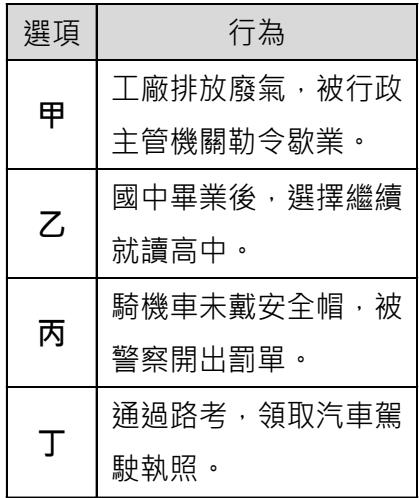 選項 行為
甲 工廠排放廢氣，被行政
主管機關勒令歇業。
乙 國中畢業後，選擇繼續
就讀高中。
丙 騎機車未戴安全帽，被
警察開出罰單。
丁 通過路考，領取汽車駕
駛執照。